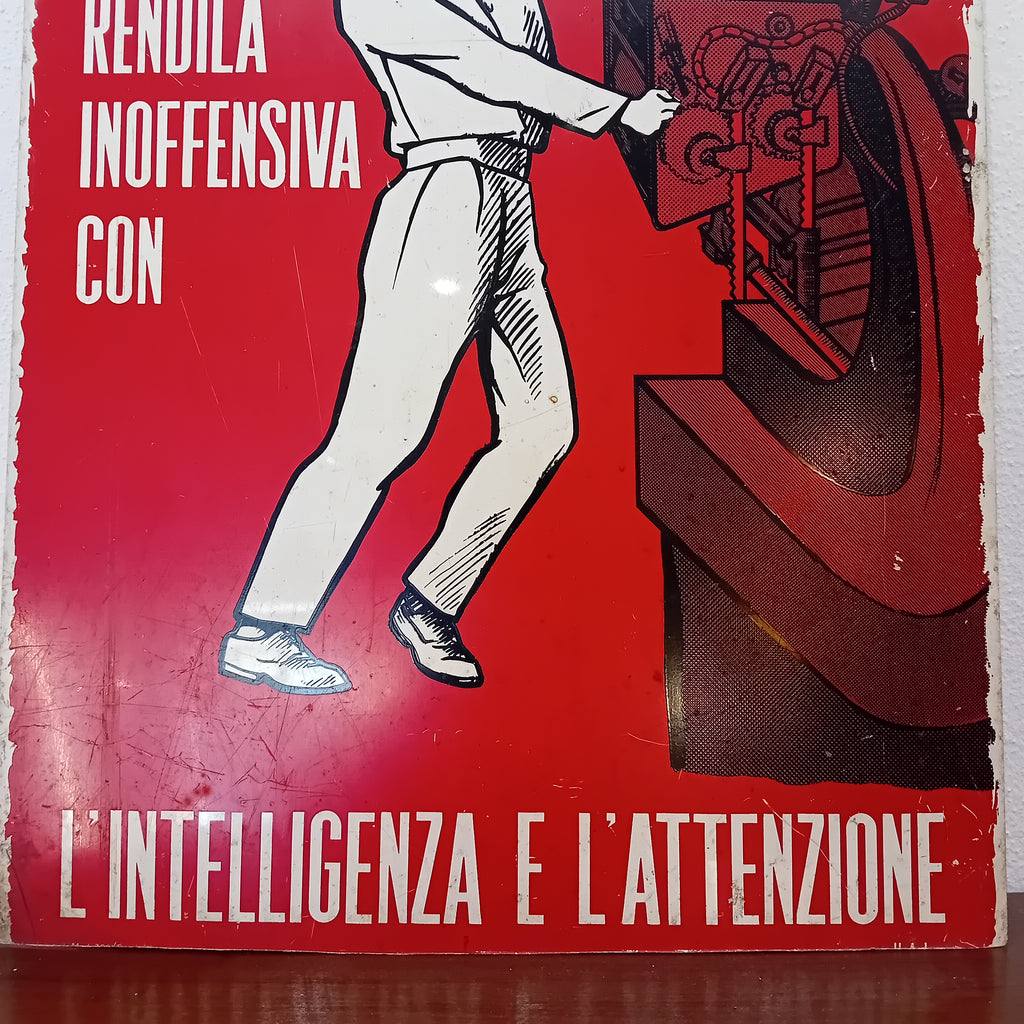 RENDILA
INOFFENSIVA
CON
L'INTELLIGENZA E L'ATTENZIONE